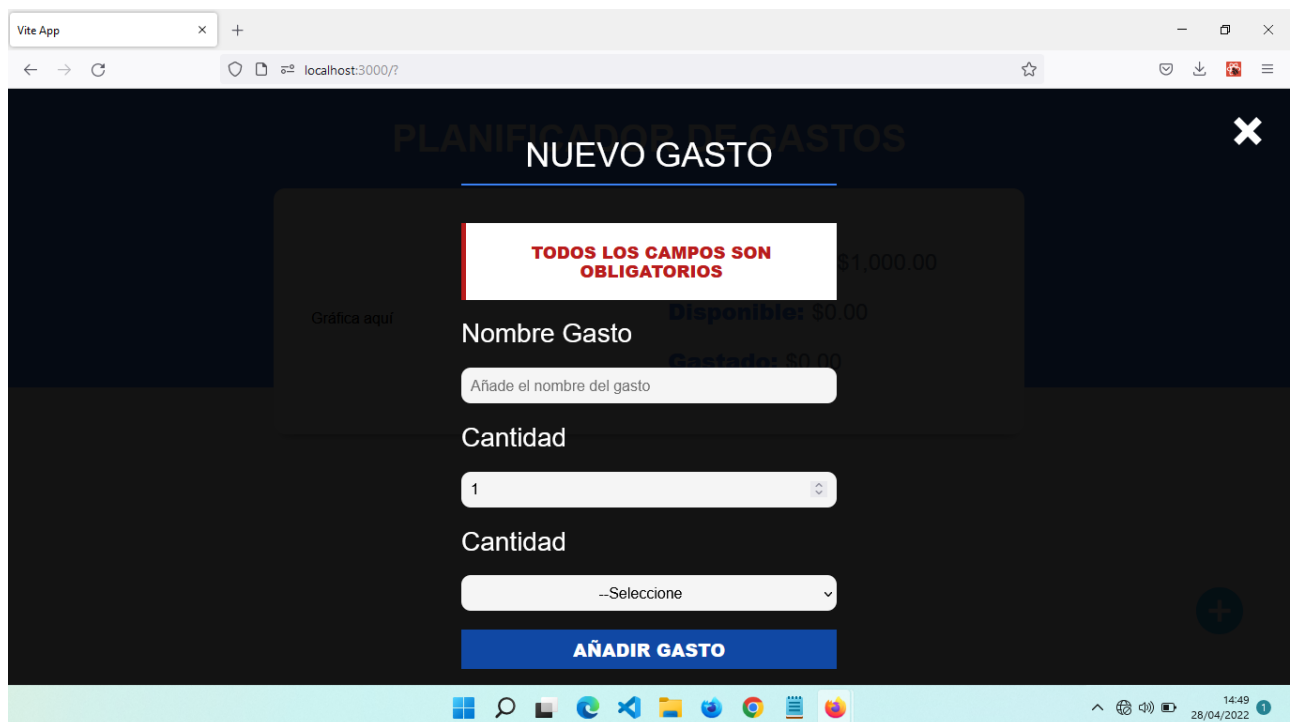 Vite App
localhost:3000/?
PLANIFICADOR DE GASTOS
NUEVO GASTO
TODOS LOS CAMPOS SON
OBLIGATORIOS
$1,000.00
Gráfica aquí
Disponible: $0.00
Nombre Gasto
Gastado: $0.00
Añade el nombre del gasto
Cantidad
1
Cantidad
--Seleccione
AÑADIR GASTO
14:49
28/04/2022
1